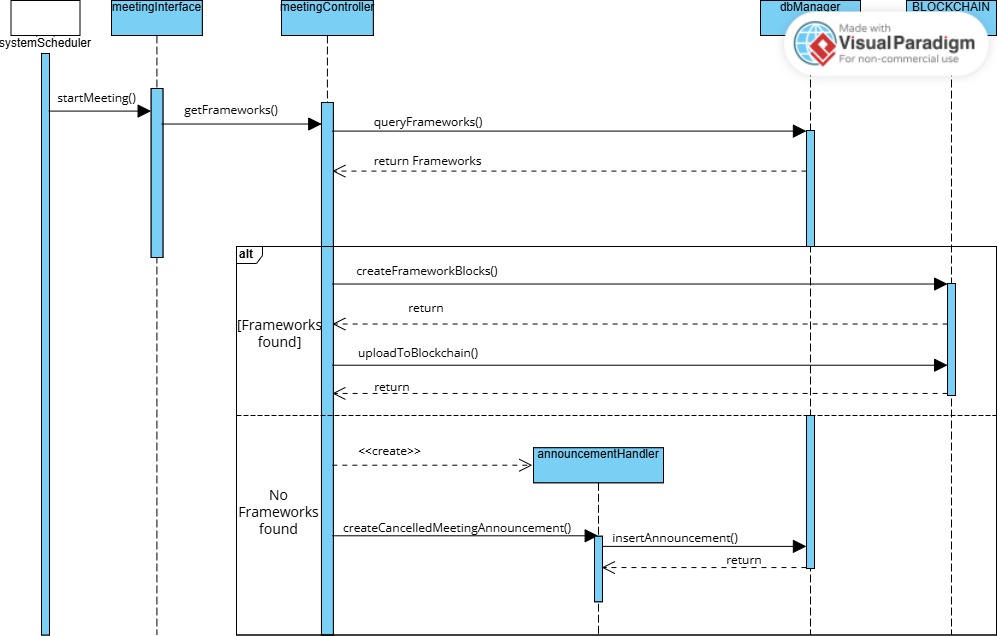 meetingInterface
meetingController
dbManager
BLOCKCHAIN
Made with
Visual Paradigm
For non-commercial use
systemScheduler
startMeeting()
getFrameworks()
queryFrameworks()
return Frameworks
alt
createFrameworkBlocks()
return
[Frameworks
found]
uploadToBlockchain()
return
<<create>>
announcementHandler
No
Frameworks
found
createCancelledMeetingAnnouncement()
insertAnnouncement()
return